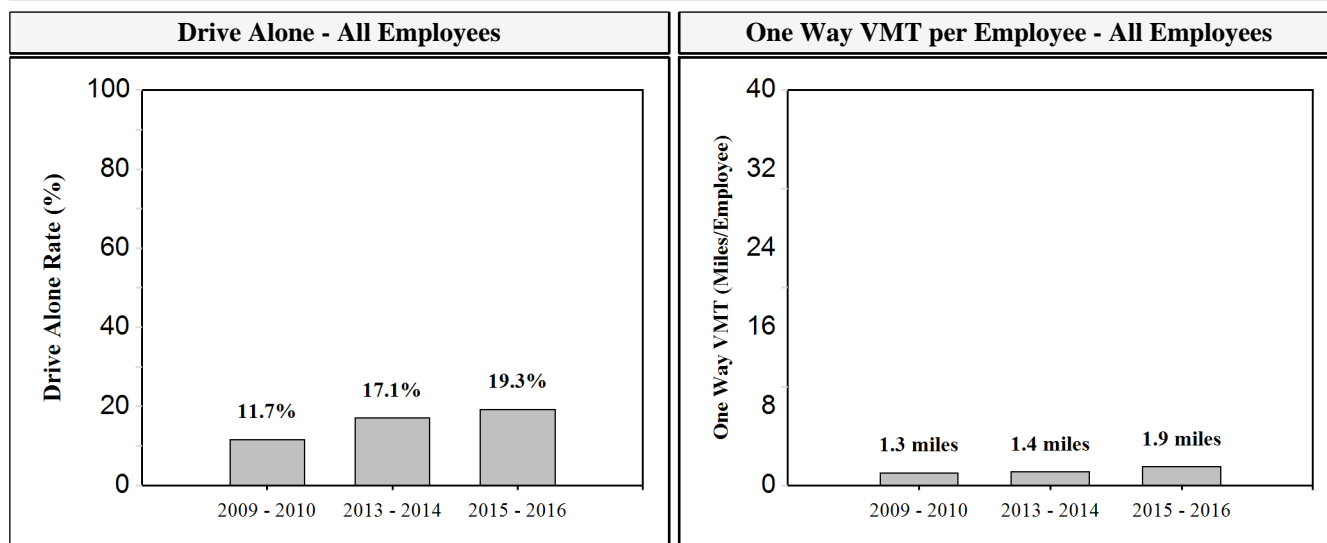 Drive Alone - All Employees
One Way VMT per Employee - All Employees
Drive Alone Rate (%)
100
80
60
40
20
0
11.7%
17.1%
19.3%
2009 - 2010
2013 - 2014
2015 - 2016
One Way VMT (Miles/Employee)
40
32
24
16
8
0
1.3 miles
1.4 miles
1.9 miles
2009 - 2010
2013 - 2014
2015 - 2016